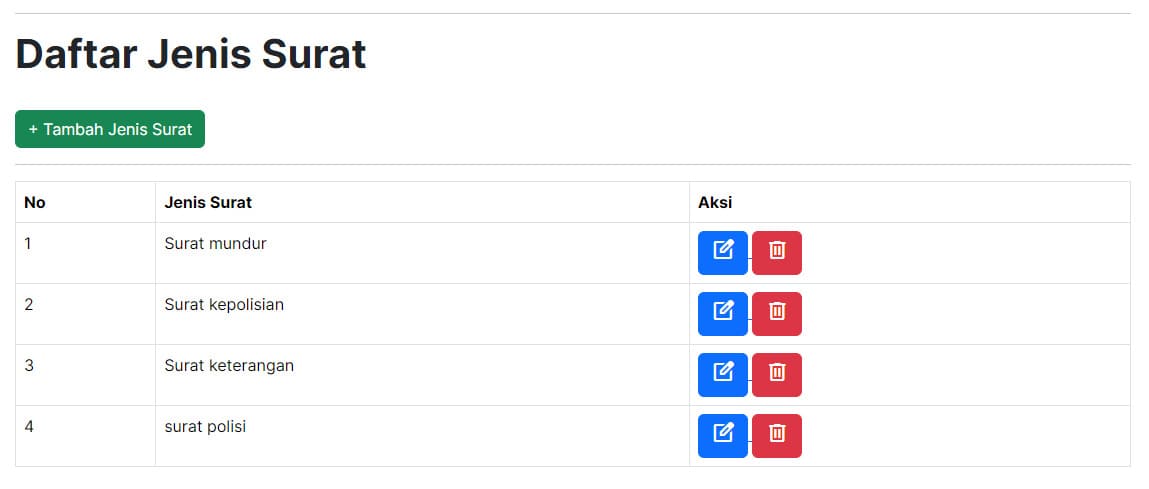 Daftar Jenis Surat
+ Tambah Jenis Surat
No Jenis Surat Aksi
1 Surat mundur
2 Surat kepolisian
3 Surat keterangan
4 surat polisi